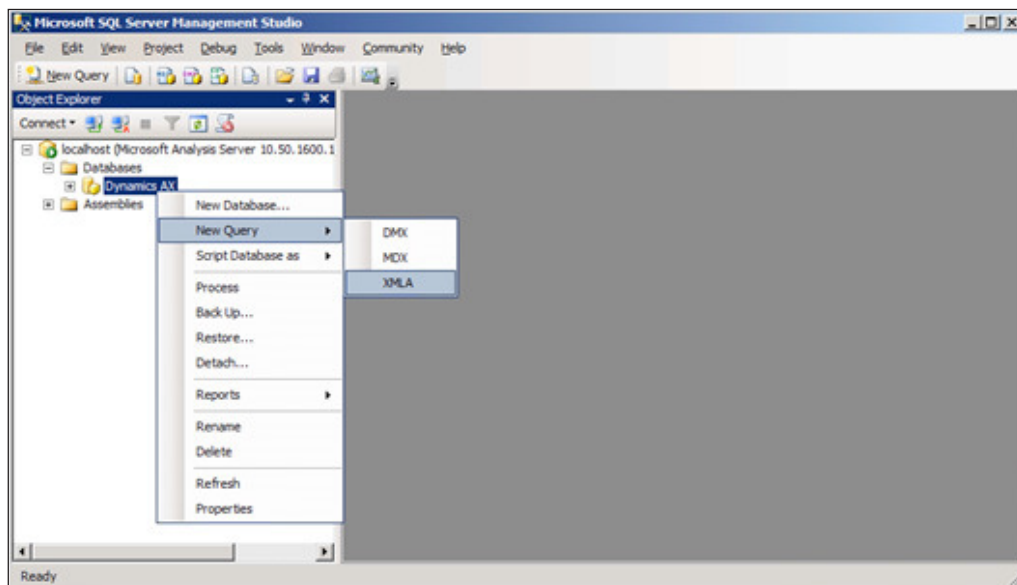 Microsoft SQL Server Management Studio
File Edit View Project Debug Tools Window Community Help
New Query
Object Explorer
Connect
localhost (Microsoft Analysis Server 10.50.1600.1
Databases
Dynamics AX
Assemblies
New Database...
New Query
Script Database as
Process
Back Up...
Restore...
Detach...
Reports
Rename
Delete
Refresh
Properties
DMX
MDX
XMLA
Ready